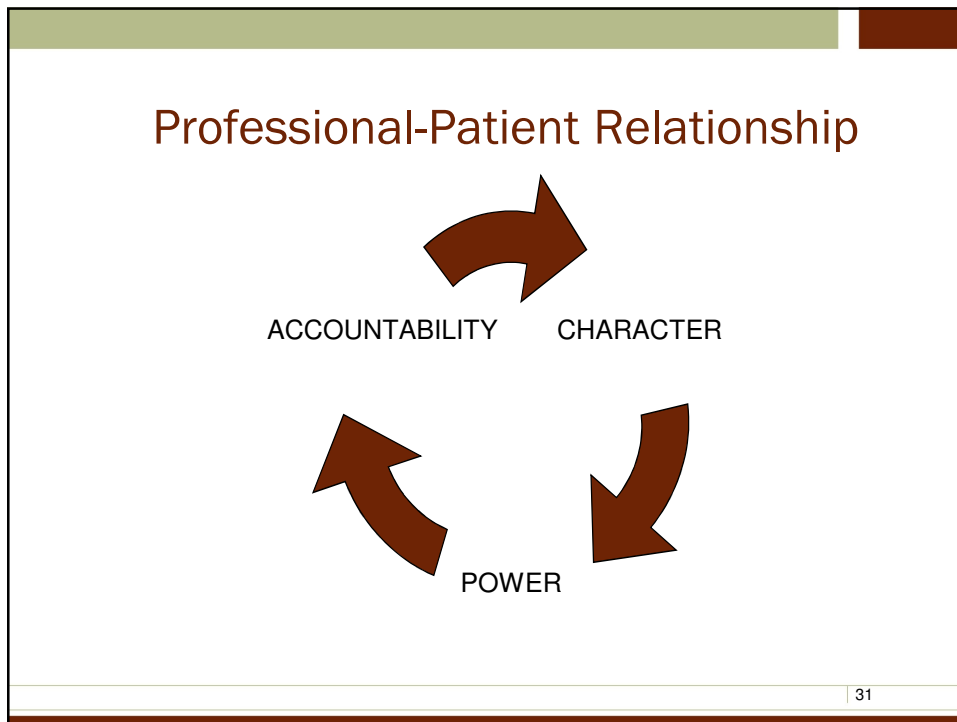 Professional-Patient Relationship
ACCOUNTABILITY CHARACTER
POWER
31